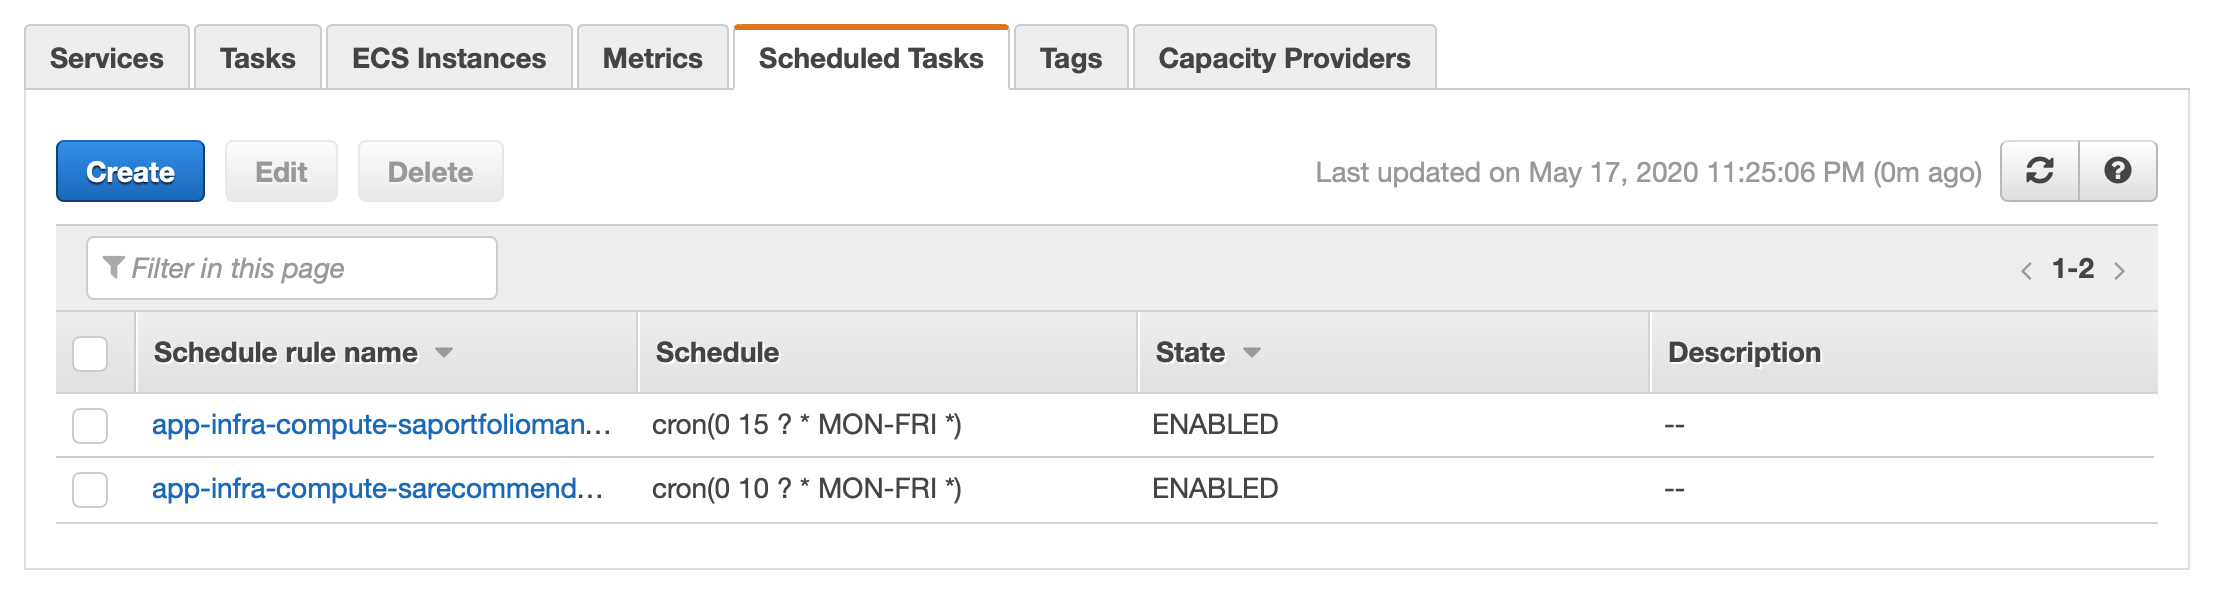 Services Tasks ECS Instances Metrics Scheduled Tasks Tags Capacity Providers
Create Edit Delete Last updated on May 17, 2020 11:25:06 PM (0m ago)
Filter in this page 1-2
Schedule rule name Schedule State Description
app-infra-compute-saportfolioman... cron(0 15 ? * MON-FRI *) ENABLED --
app-infra-compute-sarecommend... cron(0 10 ? * MON-FRI *) ENABLED --